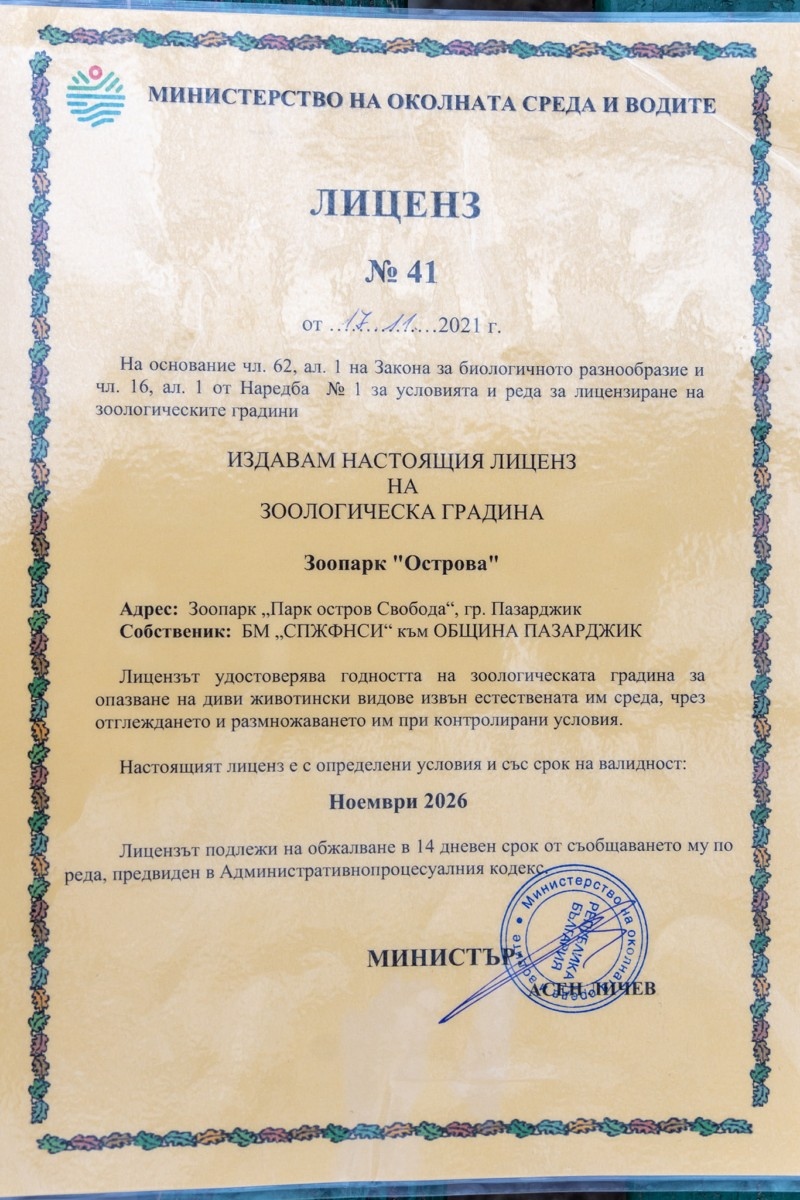 МИНИСТЕРСТВО НА ОКОЛНАТА СРЕДА И ВОДИТЕ
ЛИЦЕНЗ
№ 41
от ..17..11....2021 г.
На основание чл. 62, ал. 1 на Закона за биологичното разнообразие и
чл. 16, ал. 1 от Наредба № 1 за условията и реда за лицензиране на
зоологическите градини
ИЗДАВАМ НАСТОЯЩИЯ ЛИЦЕНЗ
НА
ЗООЛОГИЧЕСКА ГРАДИНА
Зоопарк "Острова"
Адрес: Зоопарк „Парк остров Свобода“, гр. Пазарджик
Собственик: БМ „СПЖФНСИ“ към ОБЩИНА ПАЗАРДЖИК
Лицензът удостоверява годността на зоологическата градина за
опазване на диви животински видове извън естествената им среда, чрез
отглеждането и размножаването им при контролирани условия.
Настоящият лиценз е с определени условия и със срок на валидност:
Ноември 2026
Лицензът подлежи на обжалване в 14 дневен срок от съобщаването му по
реда, предвиден в Административнопроцесуалния кодекс.
МИНИСТЪР:
АСЕН ЛИЧЕВ
Министерство на околната
РЕПУБЛИКА
БЪЛГАРИЯ